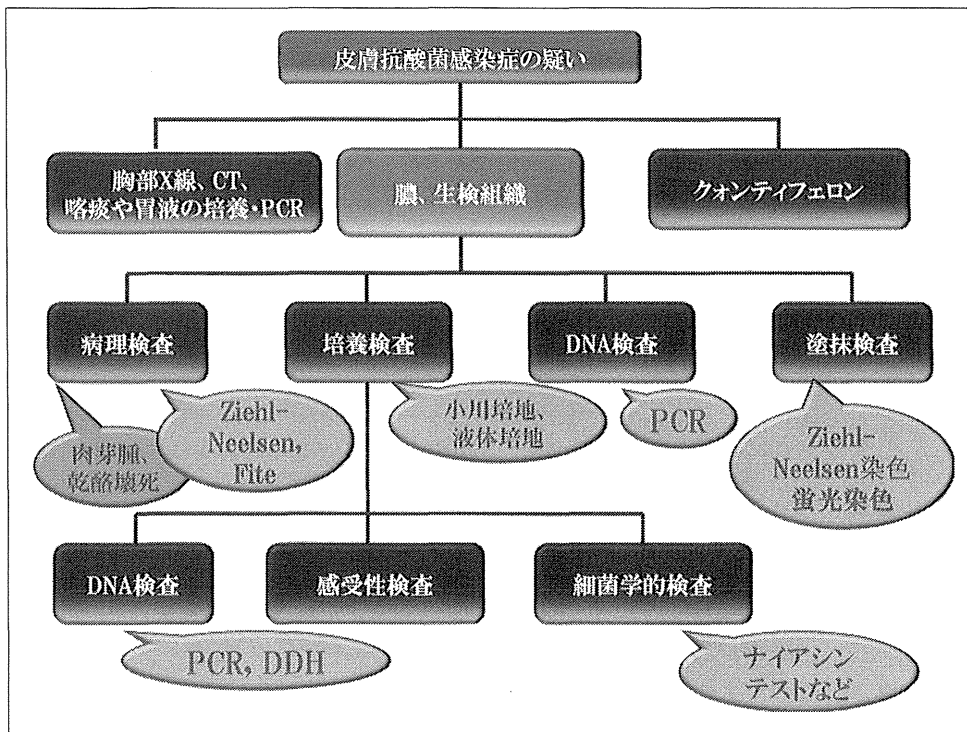 皮膚抗酸菌感染症の疑い
胸部X線、CT、
喀痰や胃液の培養・PCR
膿、生検組織
クォンティフェロン
病理検査
培養検査
DNA検査
塗抹検査
肉芽腫、
乾酪壊死
Ziehl-
Neelsen,
Fite
小川培地、
液体培地
PCR
Ziehl-
Neelsen染色
蛍光染色
DNA検査
感受性検査
細菌学的検査
PCR, DDH
ナイアシン
テストなど